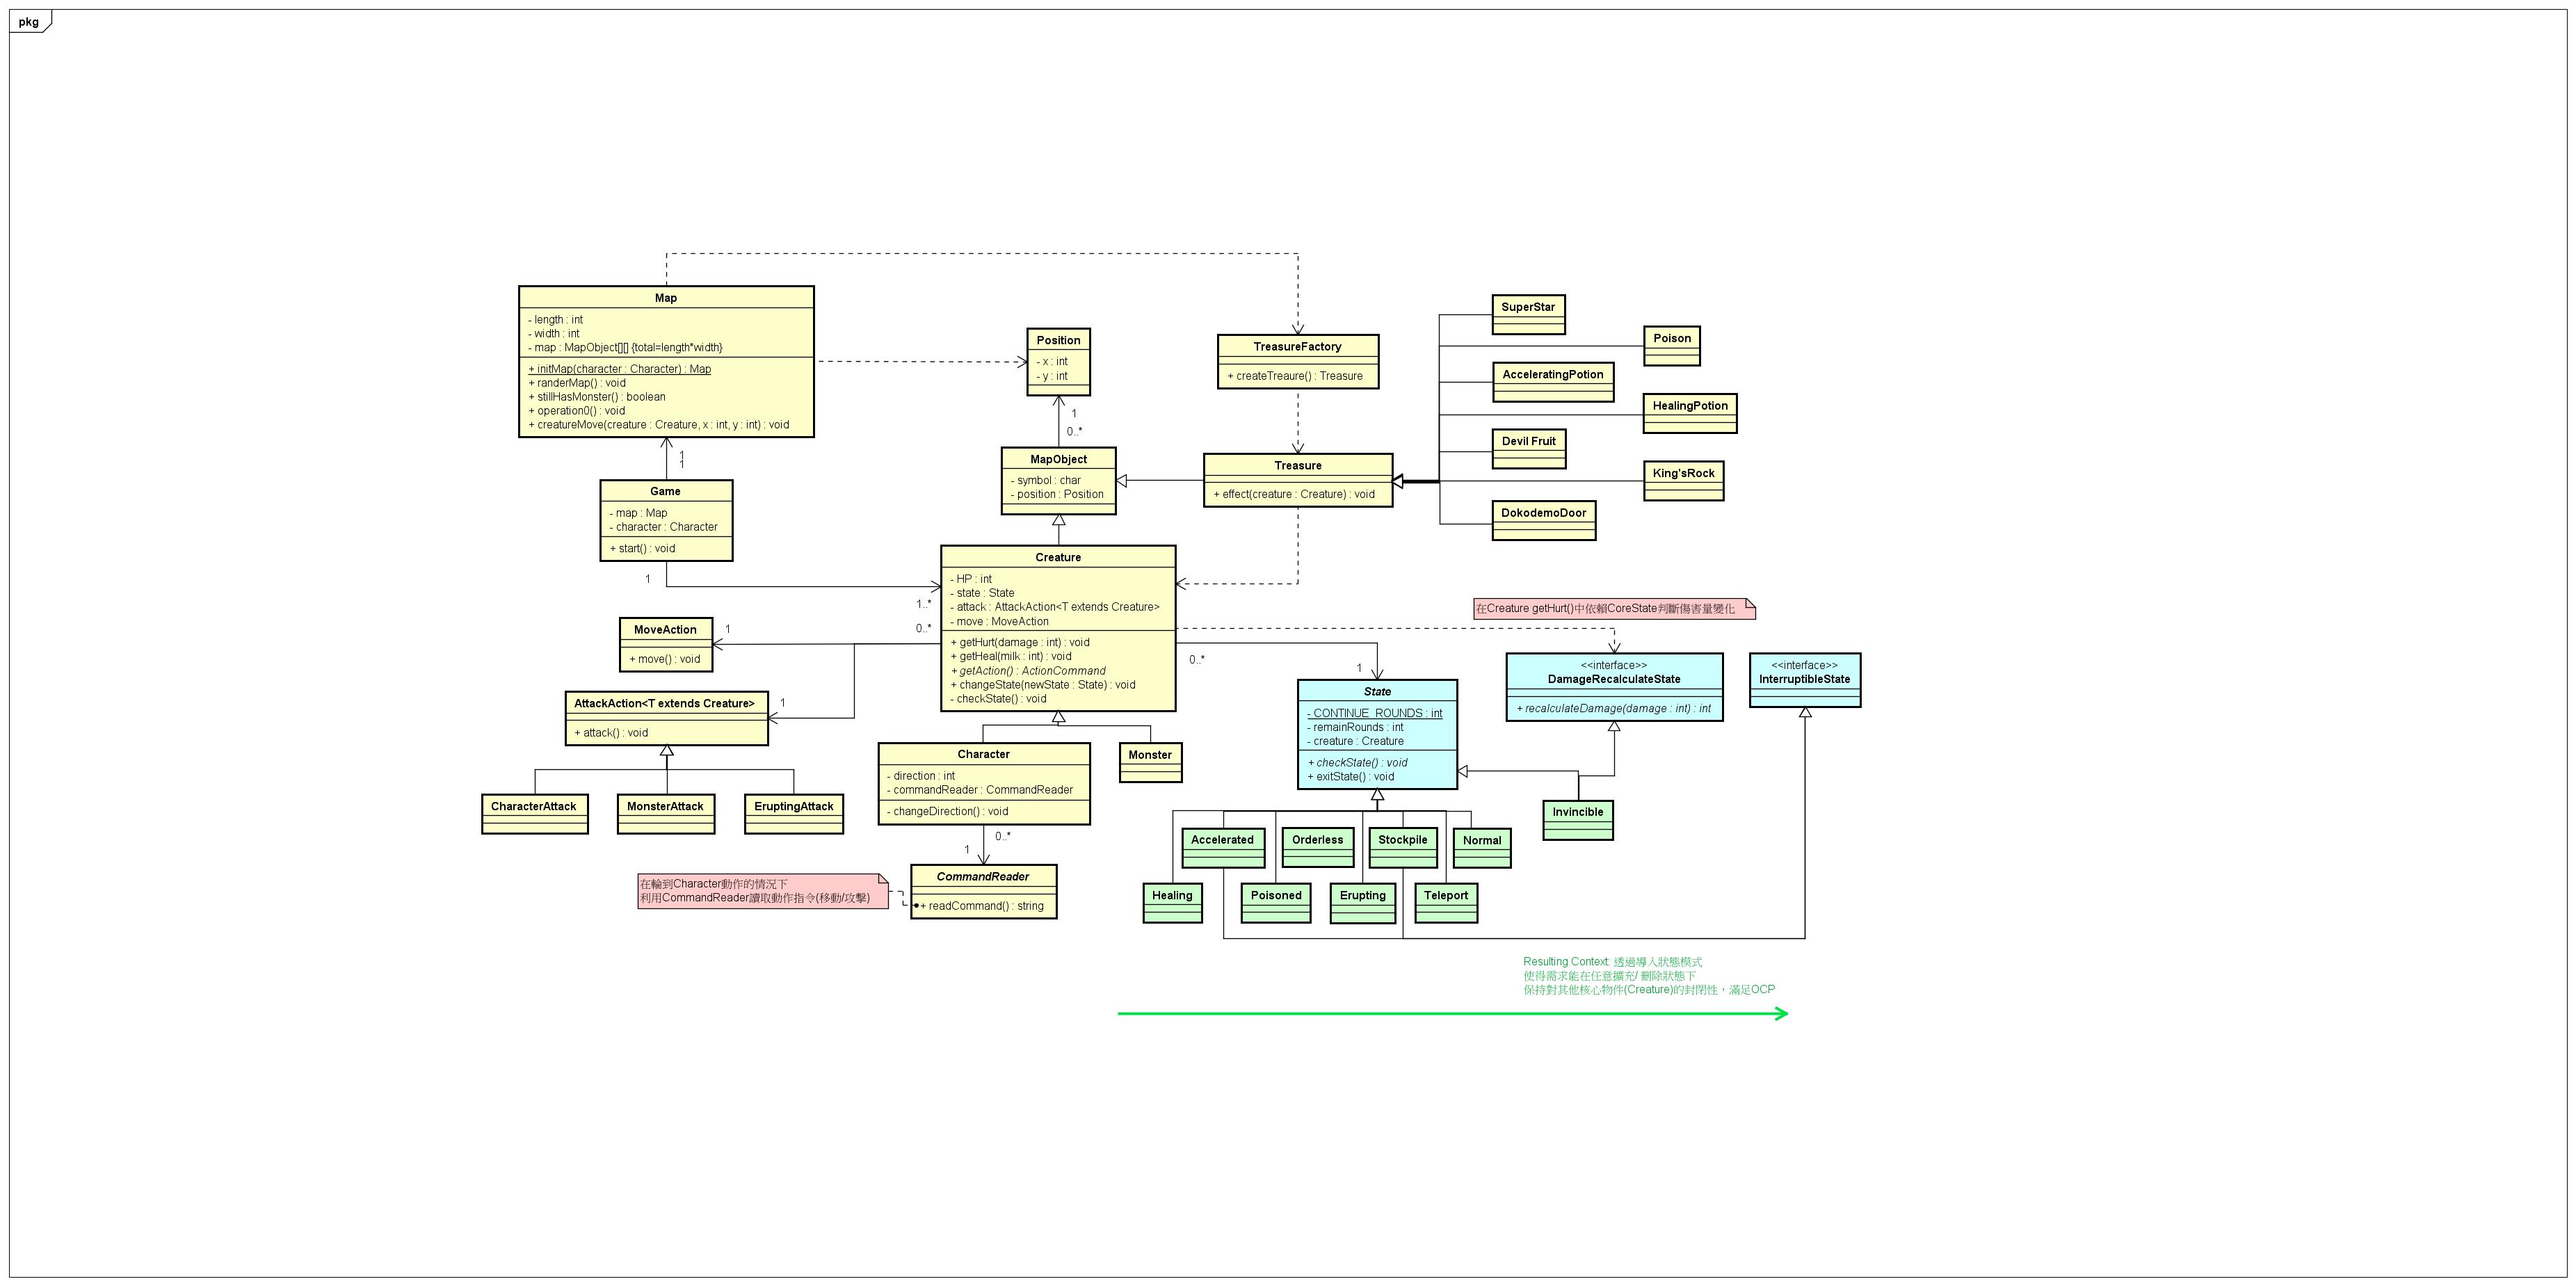 pkg
Map
- length : int
- width : int
- map : MapObject[][] {total=length*width}
+ initMap(character : Character) : Map
+ randerMap() : void
+ stillHasMonster() : boolean
+ operation0() : void
+ creatureMove(creature : Creature, x : int, y : int) : void
Position
- x : int
- y : int
TreasureFactory
+ createTreaure() : Treasure
SuperStar
Poison
AcceleratingPotion
HealingPotion
Devil Fruit
King'sRock
DokodemoDoor
1
0..*
1
1
MapObject
- symbol : char
- position : Position
Treasure
+ effect(creature : Creature) : void
Game
- map : Map
- character : Character
+ start() : void
1
1..*
Creature
- HP : int
- state : State
- attack : AttackAction<T extends Creature>
- move : MoveAction
+ getHurt(damage : int) : void
+ getHeal(milk : int) : void
+ getAction() : ActionCommand
+ changeState(newState : State) : void
- checkState() : void
在Creature getHurt()中依賴CoreState判斷傷害量變化
MoveAction
+ move() : void
1
0..*
0..*
1
AttackAction<T extends Creature>
+ attack() : void
1
<<interface>>
DamageRecalculateState
+ recalculateDamage(damage : int) : int
<<interface>>
InterruptibleState
State
- CONTINUE_ROUNDS : int
- remainRounds : int
- creature : Creature
+ checkState() : void
+ exitState() : void
Character
- direction : int
- commandReader : CommandReader
- changeDirection() : void
Monster
CharacterAttack
MonsterAttack
EruptingAttack
Invincible
0..*
1
Accelerated
Orderless
Stockpile
Normal
Healing
Poisoned
Erupting
Teleport
CommandReader
+ readCommand() : string
在輪到Character動作的情況下
利用CommandReader讀取動作指令(移動/攻擊)
Resulting Context: 透過導入狀態模式
使得需求能在任意擴充/ 刪除狀態下
保持對其他核心物件(Creature)的封閉性，滿足OCP